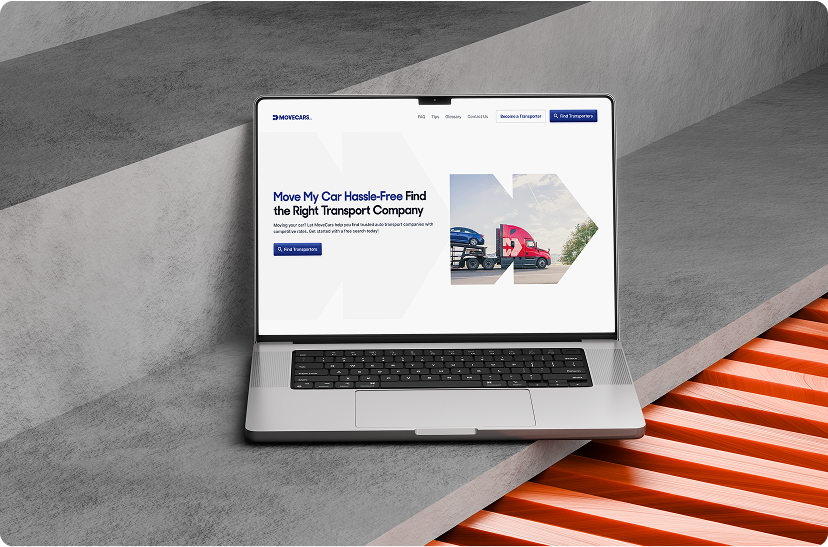 MOVECARS
FAQ Tips Glossary Contact Us Become a Transporter Find Transporters
Move My Car Hassle-Free Find
the Right Transport Company
Moving your car? Let MoveCars help you find trusted auto transport companies with
competitive rates. Get started with a free search today!
Find Transporters